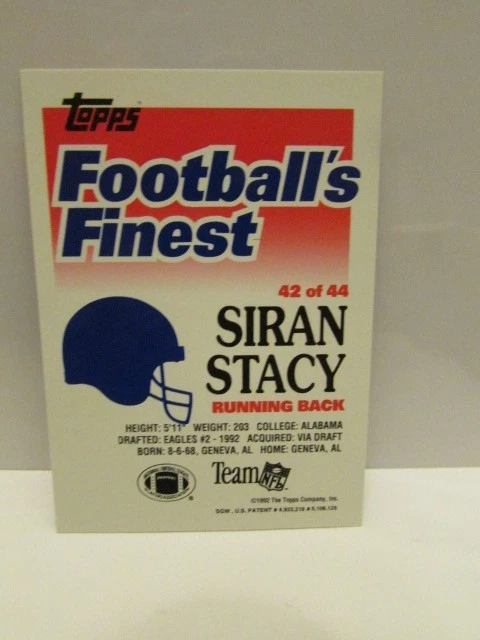 TOPPS
Football's
Finest
42 of 44
SIRAN
STACY
RUNNING BACK
HEIGHT: 5'11" WEIGHT: 203 COLLEGE: ALABAMA
DRAFTED: EAGLES #2 - 1992 ACQUIRED: VIA DRAFT
BORN: 8-6-68, GENEVA, AL HOME: GENEVA, AL
Team NFL
®
©1992 The Topps Company, Inc.
SGW, U.S. PATENT #